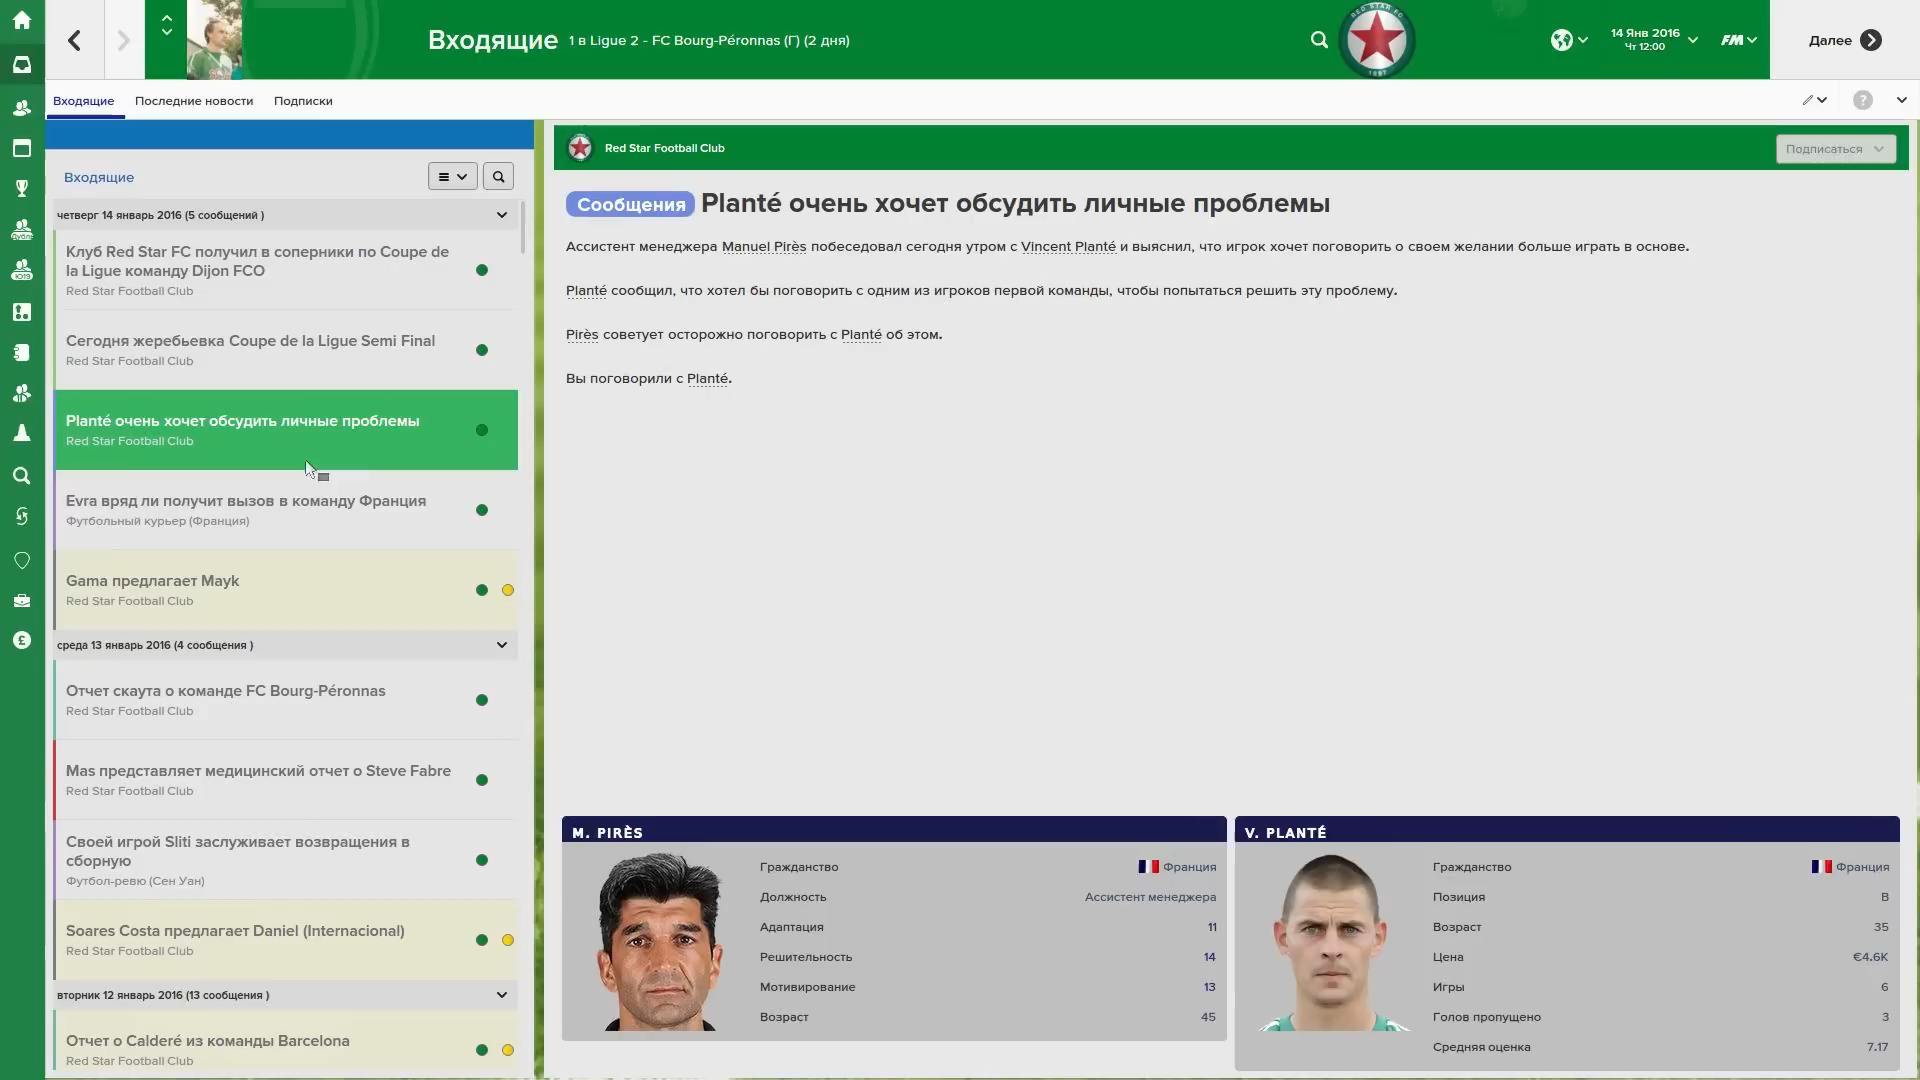 Входящие 1 в Ligue 2 - FC Bourg-Péronnas (Г) (2 дня)
RED STAR FC
1897
14 Янв 2016
Чт 12:00
FM
Далее
Входящие Последние новости Подписки
?
Входящие
четверг 14 январь 2016 (5 сообщений )
Клуб Red Star FC получил в соперники по Coupe de
la Ligue команду Dijon FCO
Red Star Football Club
Сегодня жеребьевка Coupe de la Ligue Semi Final
Red Star Football Club
Planté очень хочет обсудить личные проблемы
Red Star Football Club
Evra вряд ли получит вызов в команду Франция
Футбольный курьер (Франция)
Gama предлагает Mayk
Red Star Football Club
среда 13 январь 2016 (4 сообщения )
Отчет скаута о команде FC Bourg-Péronnas
Red Star Football Club
Mas представляет медицинский отчет о Steve Fabre
Red Star Football Club
Своей игрой Sliti заслуживает возвращения в
сборную
Футбол-ревю (Сен Уан)
Soares Costa предлагает Daniel (Internacional)
Red Star Football Club
вторник 12 январь 2016 (13 сообщения )
Отчет о Calderé из команды Barcelona
Red Star Football Club
Red Star Football Club
Подписаться
Сообщения Planté очень хочет обсудить личные проблемы
Ассистент менеджера Manuel Pirès побеседовал сегодня утром с Vincent Planté и выяснил, что игрок хочет поговорить о своем желании больше играть в основе.
Planté сообщил, что хотел бы поговорить с одним из игроков первой команды, чтобы попытаться решить эту проблему.
Pirès советует осторожно поговорить с Planté об этом.
Вы поговорили с Planté.
M. PIRÈS
Гражданство Франция
Должность Ассистент менеджера
Адаптация 11
Решительность 14
Мотивирование 13
Возраст 45
V. PLANTÉ
Гражданство Франция
Позиция В
Возраст 35
Цена €4.6K
Игры 6
Голов пропущено 3
Средняя оценка 7.17